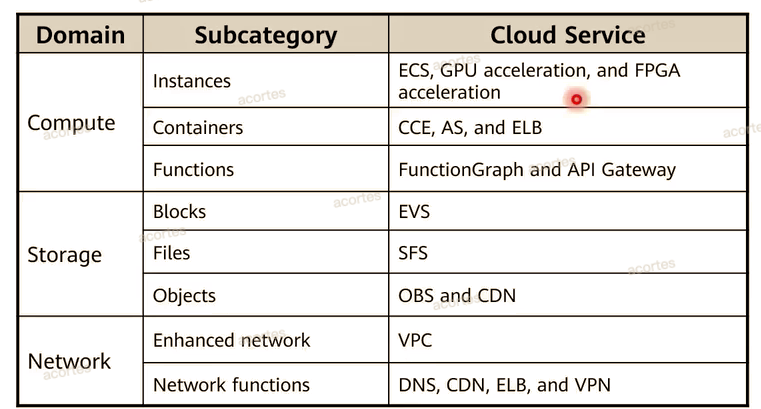 Domain Subcategory Cloud Service
Compute
Instances
ECS, GPU acceleration, and FPGA
acceleration
Containers
CCE, AS, and ELB
Functions
FunctionGraph and API Gateway
Storage
Blocks
EVS
Files
SFS
Objects
OBS and CDN
Network
Enhanced network
VPC
Network functions
DNS, CDN, ELB, and VPN
acortes
acortes
acortes
acortes
acortes
acortes
acortes
acortes
acortes
acortes
acortes
acortes